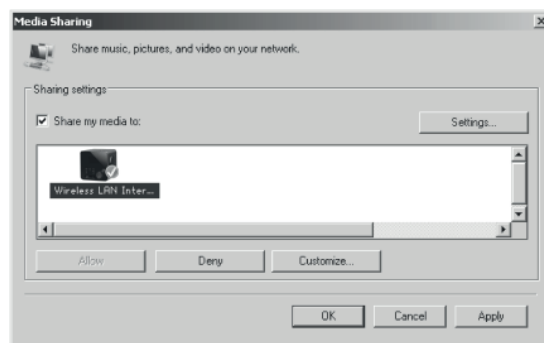 Media Sharing
Share music, pictures, and video on your network.
Sharing settings
Share my media to:
Settings...
Wireless LAN Inter...
Allow
Deny
Customize...
OK
Cancel
Apply